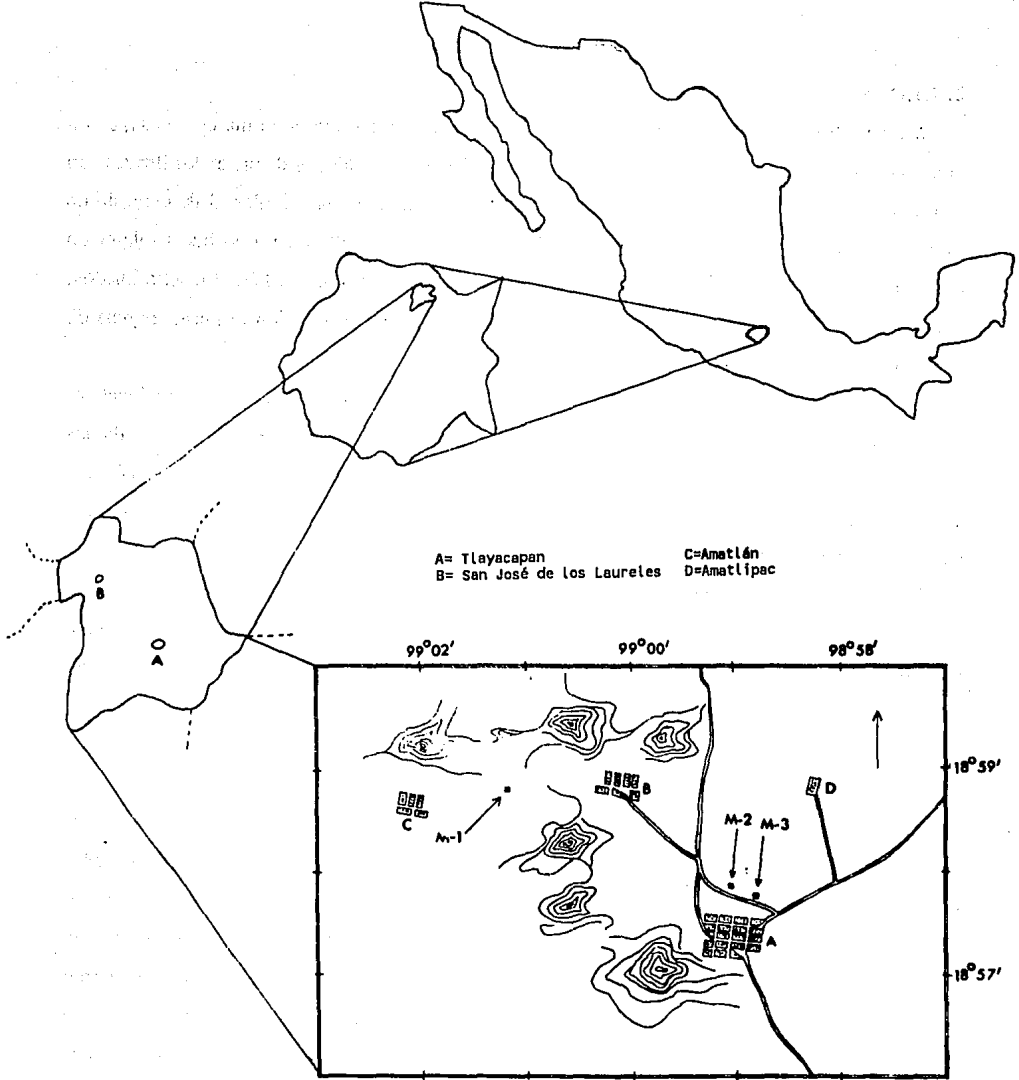 A= Tlayacapan C=Amatlán
B= San José de los Laureles D=Amatlipac
B
A
99°02' 99°00' 98°58'
18°59'
B
D
C
m-1
M-2
M-3
A
18°57'